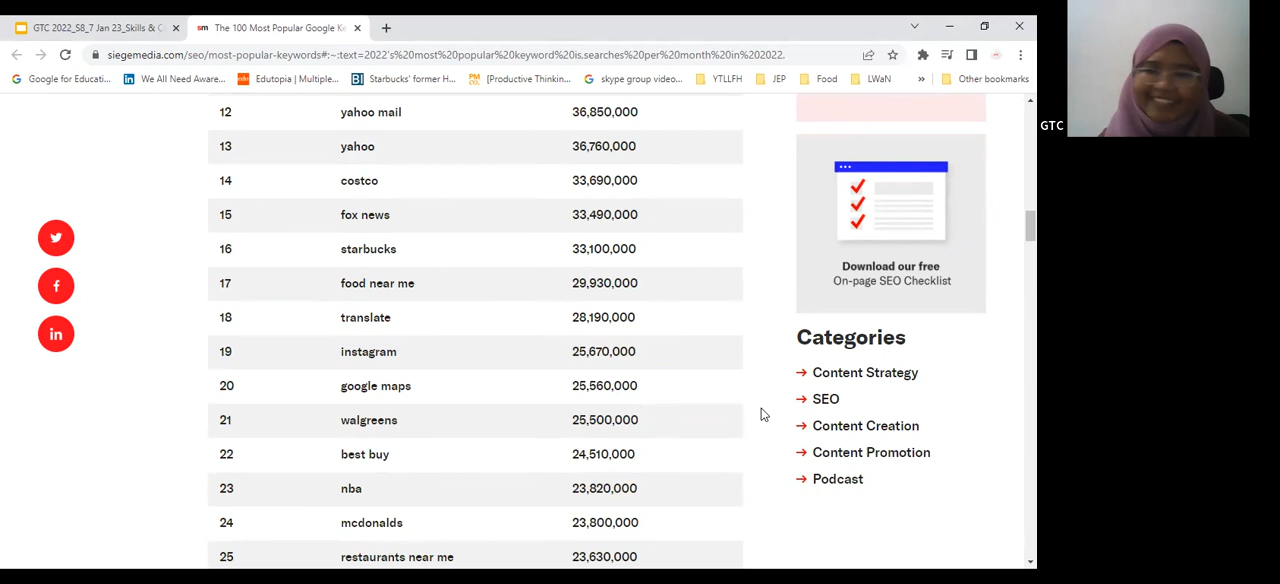 GTC 2022_S8_7 Jan 23_Skills & C
sm The 100 Most Popular Google Ke
siegemedia.com/seo/most-popular-keywords#:~:text=2022's%20most%20popular%20keyword%20is,searches%20per%20month%20in%202022.
Google for Educati... We All Need Aware... Edutopia | Multiple... Starbucks' former H... [Productive Thinkin... skype group video... YTLLFH JEP Food LWaN » Other bookmarks
12 yahoo mail 36,850,000
13 yahoo 36,760,000
14 costco 33,690,000
15 fox news 33,490,000
16 starbucks 33,100,000
17 food near me 29,930,000
18 translate 28,190,000
19 instagram 25,670,000
20 google maps 25,560,000
21 walgreens 25,500,000
22 best buy 24,510,000
23 nba 23,820,000
24 mcdonalds 23,800,000
25 restaurants near me 23,630,000
Download our free
On-page SEO Checklist
Categories
Content Strategy
SEO
Content Creation
Content Promotion
Podcast
GTC